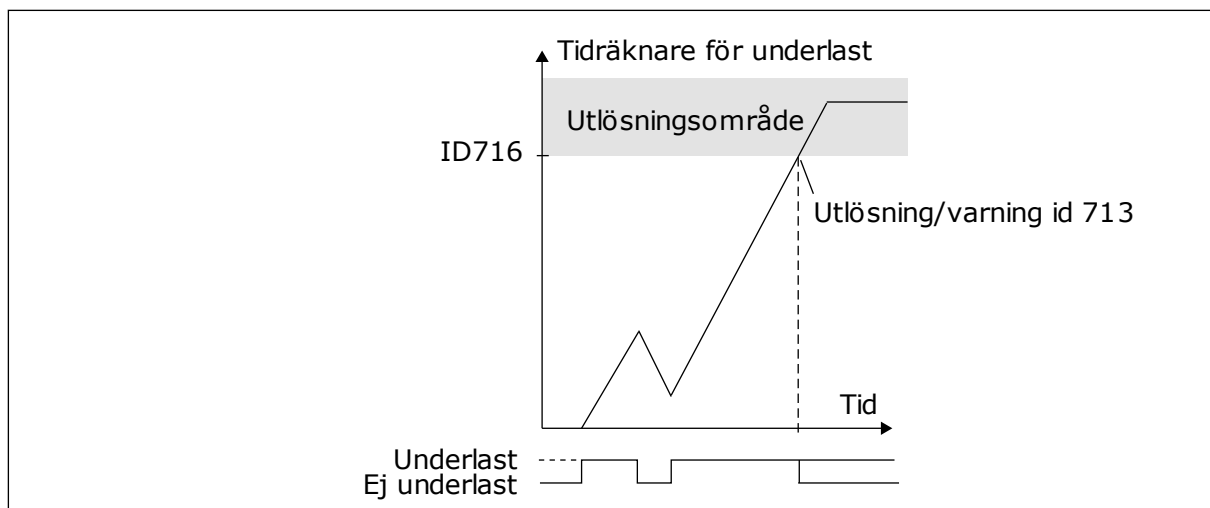 Tidräknare för underlast
Utlösningsområde
ID716
Utlösning/varning id 713
Tid
Underlast
Ej underlast